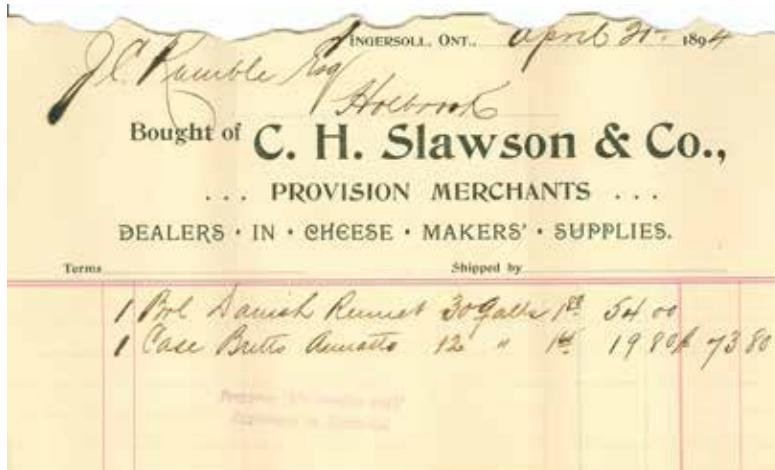 INGERSOLL, ONT., April 21. 1894
J. C. Rumble Esq
Holbrook
Bought of C. H. Slawson & Co.,
... PROVISION MERCHANTS ...
DEALERS · IN · CHEESE · MAKERS' · SUPPLIES.
Terms Shipped by
1 Bbl Danish Rennet 30 Galls 1 80 54 00
1 Case Britts Annatto 12 " 1 65 19 80 $ 73 80